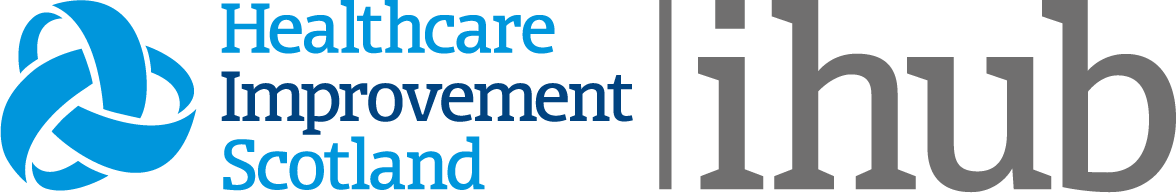 Healthcare
Improvement
Scotland
ihub